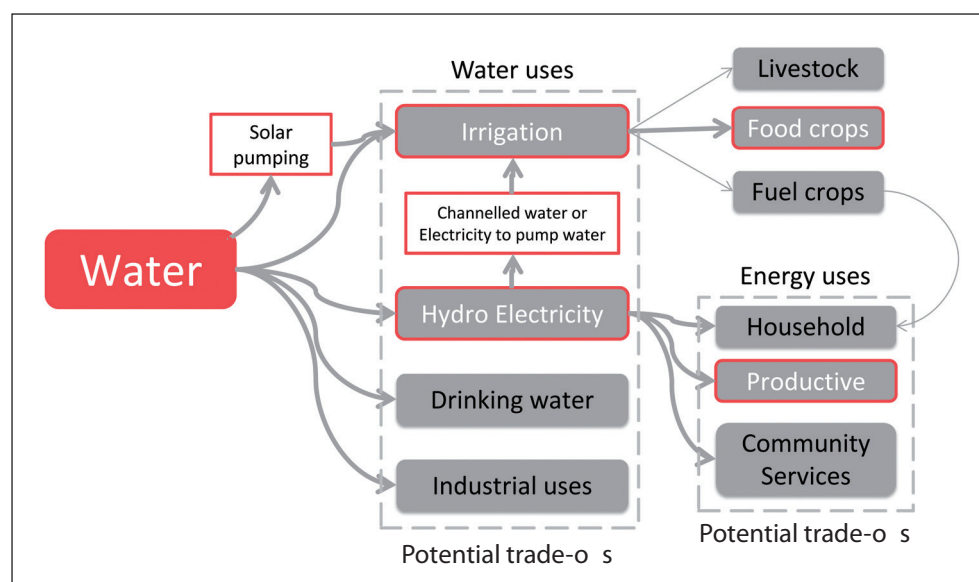 Water uses
Livestock
Solar
pumping
Irrigation
Food crops
Channelled water or
Electricity to pump water
Fuel crops
Water
Energy uses
Hydro Electricity
Household
Productive
Drinking water
Community
Services
Industrial uses
Potential trade-o s
Potential trade-o s